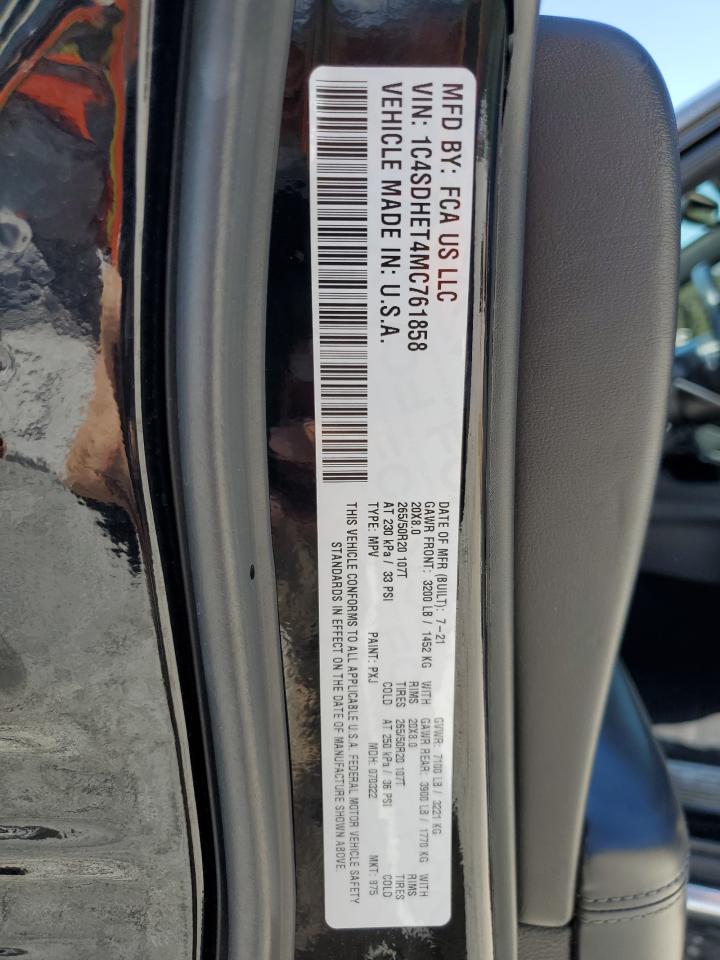 MFD BY: FCA US LLC
VIN: 1C4SDHET4MC761858
VEHICLE MADE IN: U.S.A.
DATE OF MFR (BUILT): 7-21 GVWR: 7100 LB / 3221 KG
GAWR FRONT: 3200 LB / 1452 KG WITH GAWR REAR: 3900 LB / 1770 KG WITH
20X8.0 RIMS 20X8.0 RIMS
265/50R20 107T TIRES 265/50R20 107T TIRES
AT 230 kPa / 33 PSI COLD AT 250 kPa / 36 PSI COLD
TYPE: MPV PAINT: PXJ MDH: 070322 MKT: 975
THIS VEHICLE CONFORMS TO ALL APPLICABLE U.S.A. FEDERAL MOTOR VEHICLE SAFETY
STANDARDS IN EFFECT ON THE DATE OF MANUFACTURE SHOWN ABOVE.